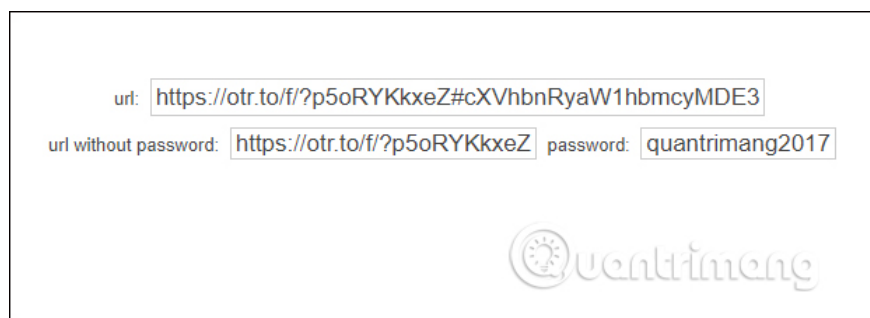 url: https://otr.to/f/?p5oRYKkxeZ#cXVhbnRyaW1hbmcyMDE3
url without password: https://otr.to/f/?p5oRYKkxeZ password: quantrimang2017
Quantrimang